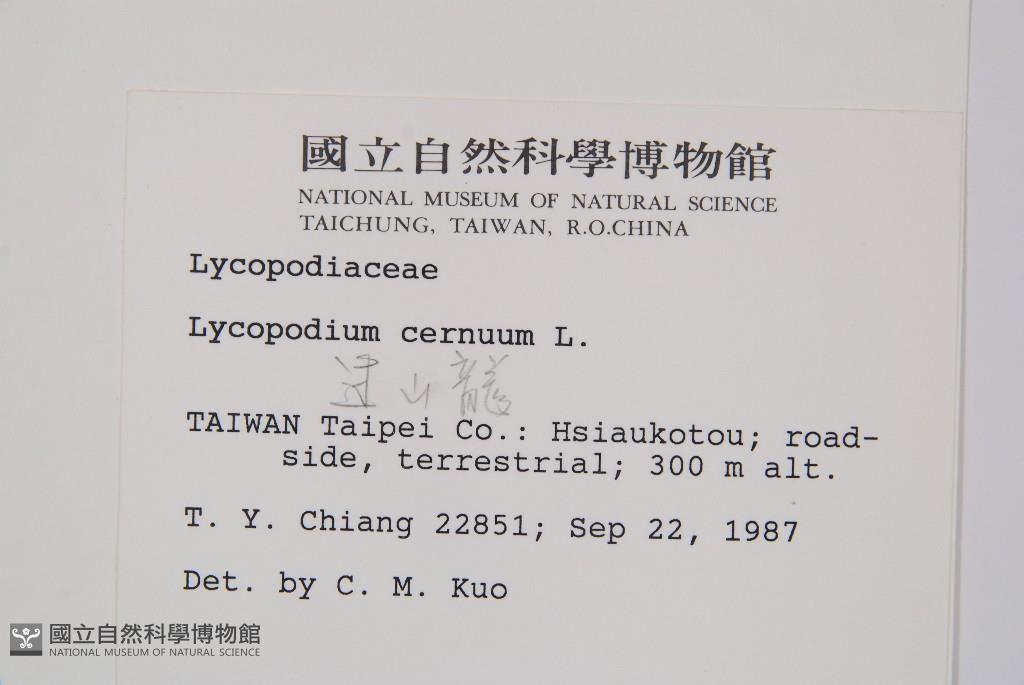 國立自然科學博物館
NATIONAL MUSEUM OF NATURAL SCIENCE
TAICHUNG, TAIWAN, R.O.CHINA
Lycopodiaceae
Lycopodium cernuum L.
过山龍
TAIWAN Taipei Co.: Hsiaukotou; road-
side, terrestrial; 300 m alt.
T. Y. Chiang 22851; Sep 22, 1987
Det. by C. M. Kuo
國立自然科學博物館
NATIONAL MUSEUM OF NATURAL SCIENCE